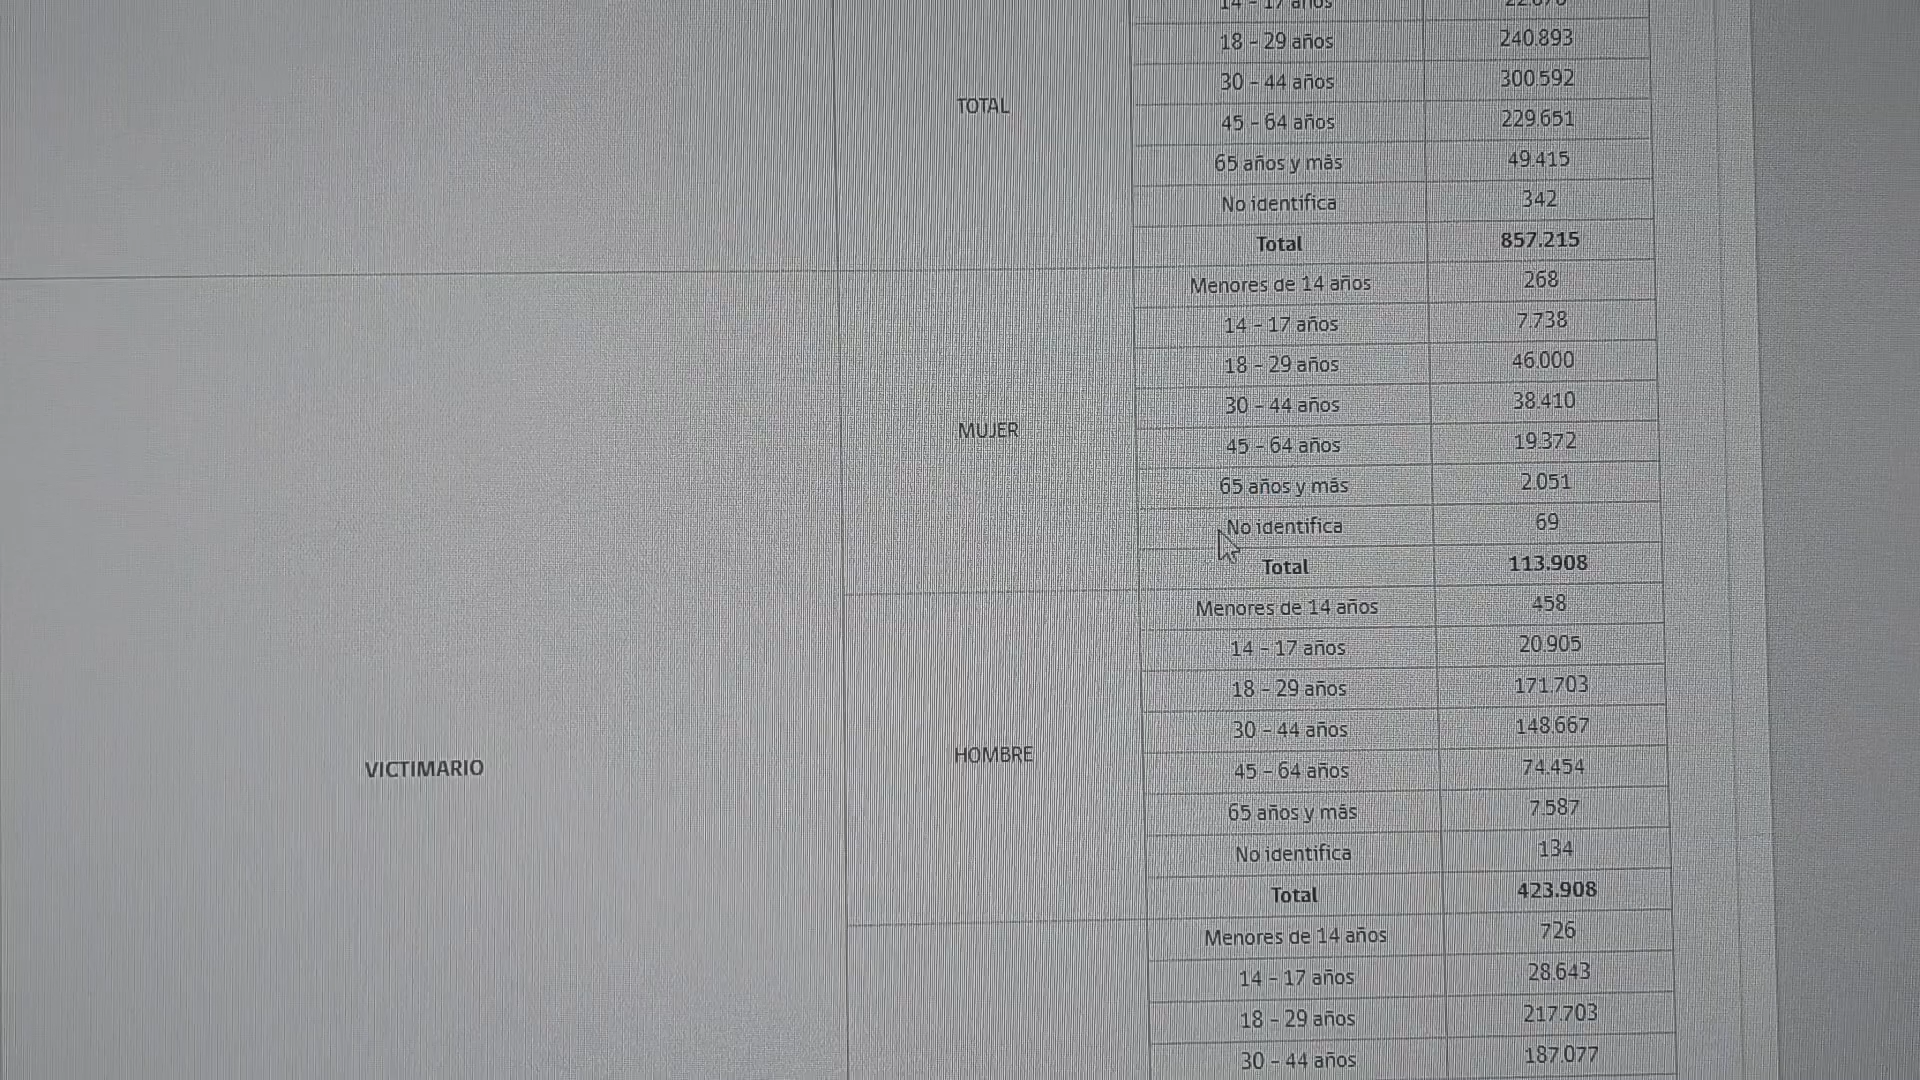 14 - 17 años
18 - 29 años 240.893
30 - 44 años 300.592
TOTAL
45 - 64 años 229.651
65 años y más 49.415
No identifica 342
Total 857.215
Menores de 14 años 268
14 - 17 años 7.738
18 - 29 años 46.000
30 - 44 años 38.410
MUJER
45 - 64 años 19.372
65 años y más 2.051
No identifica 69
Total 113.908
Menores de 14 años 458
14 - 17 años 20.905
18 - 29 años 171.703
30 - 44 años 148.667
HOMBRE
VICTIMARIO
45 - 64 años 74.454
65 años y más 7.587
No identifica 134
Total 423.908
Menores de 14 años 726
14 - 17 años 28.643
18 - 29 años 217.703
30 - 44 años 187.077